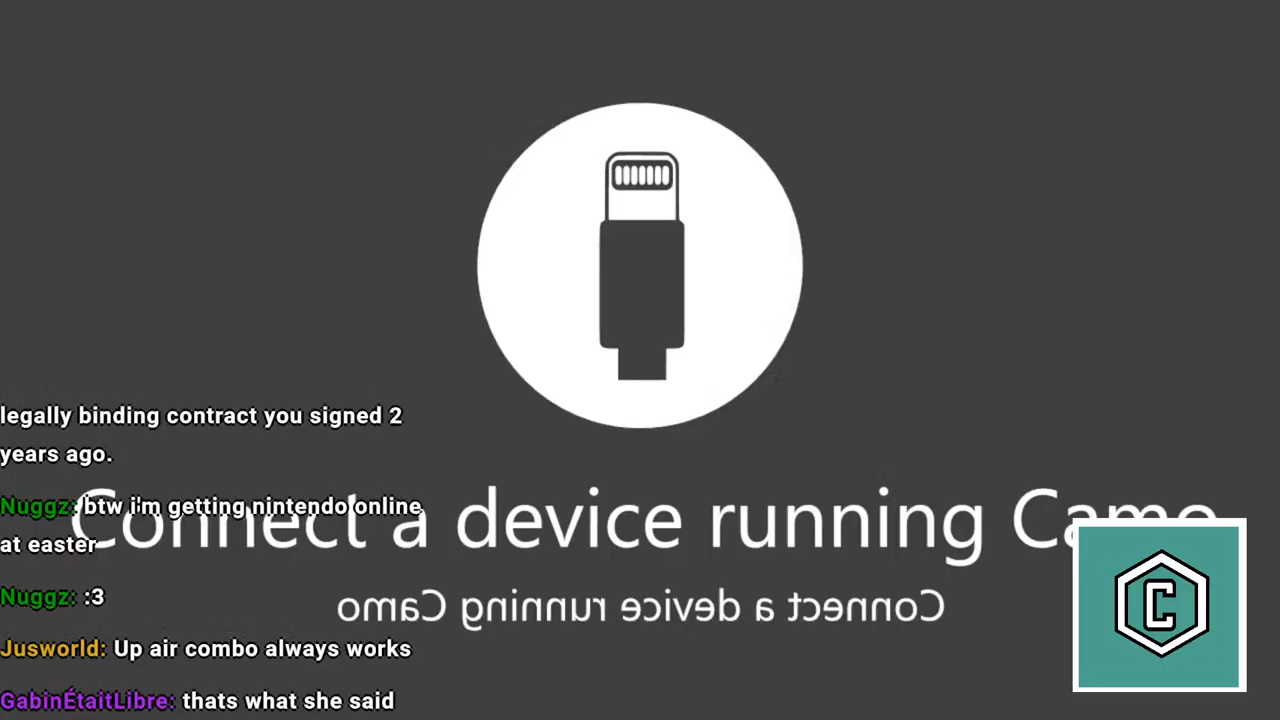 legally binding contract you signed 2
years ago.
Nuggz: btw i'm getting nintendo online
at easter
Nuggz: :3
Jusworld: Up air combo always works
GabinÉtaitLibre: thats what she said
Connect a device running Camo
Connect a device running Camo
C